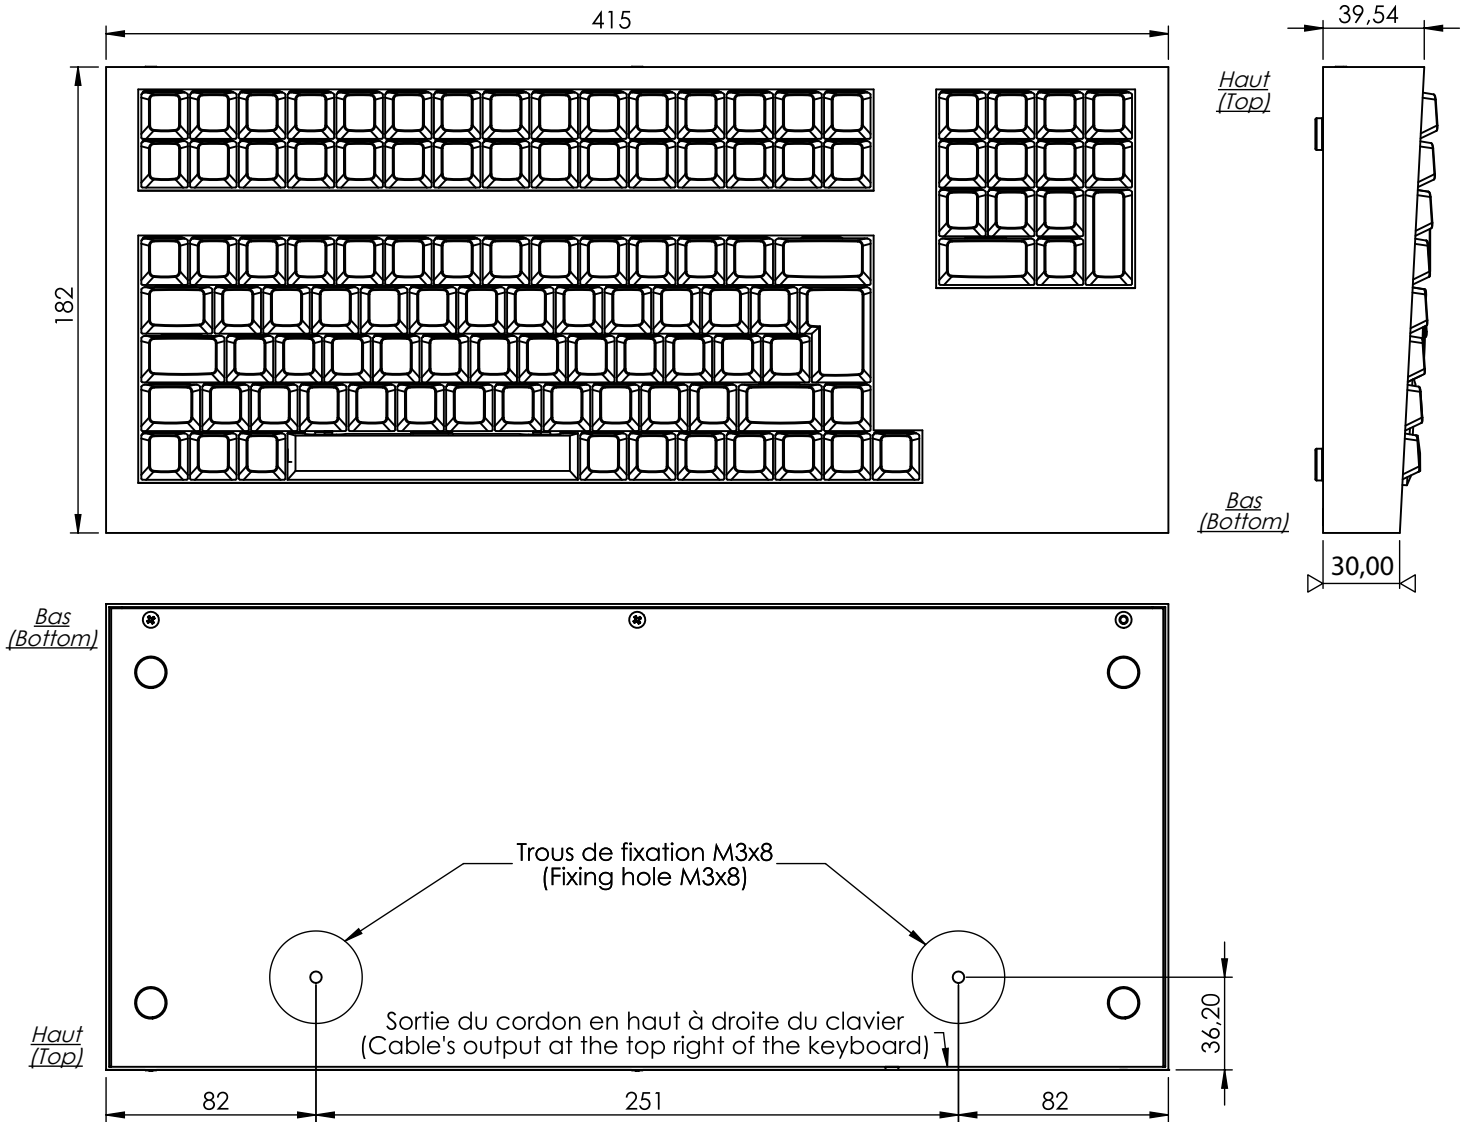 415
39,54
Haut
(Top)
182
Bas
(Bottom)
30,00
Bas
(Bottom)
Trous de fixation M3x8
(Fixing hole M3x8)
Sortie du cordon en haut à droite du clavier
(Cable's output at the top right of the keyboard)
36,20
Haut
(Top)
82
251
82